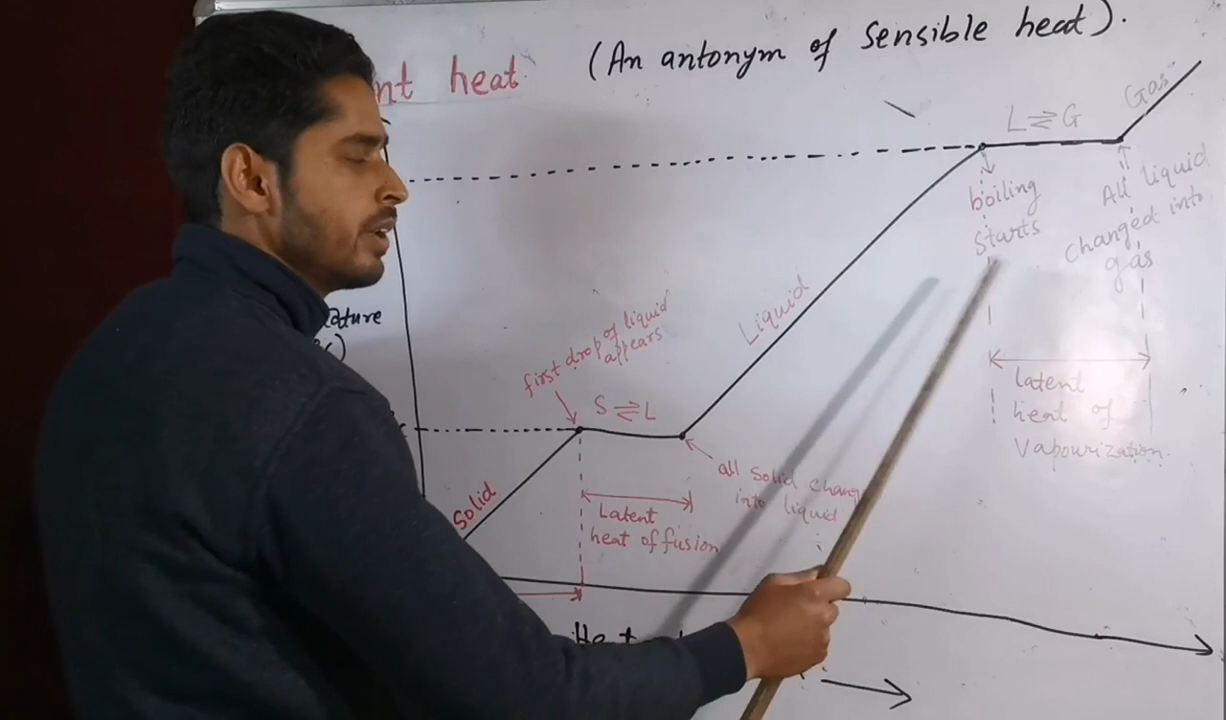 nt heat (An antonym of sensible heat).
Gas
L ⇌ G
boiling
starts
All liquid
changed into
gas
ature
Liquid
first drop of liquid
appears
S ⇌ L
Latent
heat of
vapourization.
all solid chang
into liquid
Solid
Latent
heat of fusion